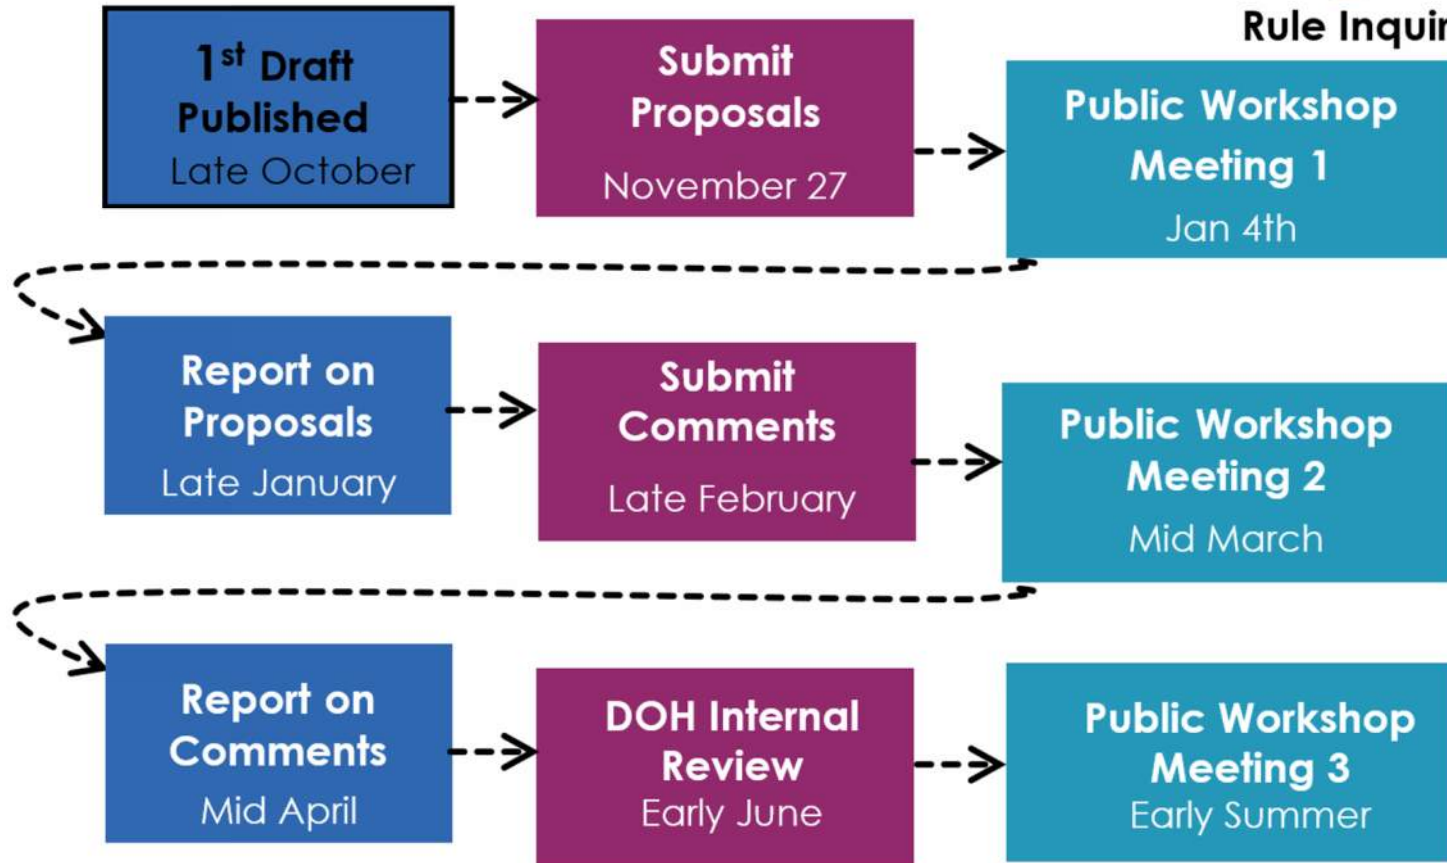 Rule Inquir
1st Draft
Published
Late October
Submit
Proposals
November 27
Public Workshop
Meeting 1
Jan 4th
Report on
Proposals
Late January
Submit
Comments
Late February
Public Workshop
Meeting 2
Mid March
Report on
Comments
Mid April
DOH Internal
Review
Early June
Public Workshop
Meeting 3
Early Summer